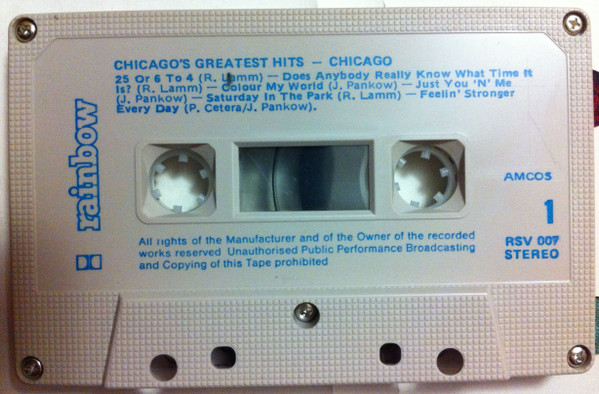 CHICAGO'S GREATEST HITS — CHICAGO
25 Or 6 To 4 (R. Lamm) — Does Anybody Really Know What Time It
Is? (R. Lamm) — Colour My World (J. Pankow) — Just You 'N' Me
(J. Pankow) — Saturday In The Park (R. Lamm) — Feelin' Stronger
Every Day (P. Cetera/J. Pankow).
rainbow
AMCOS
1
RSV 007
STEREO
All rights of the Manufacturer and of the Owner of the recorded
works reserved Unauthorised Public Performance Broadcasting
and Copying of this Tape prohibited